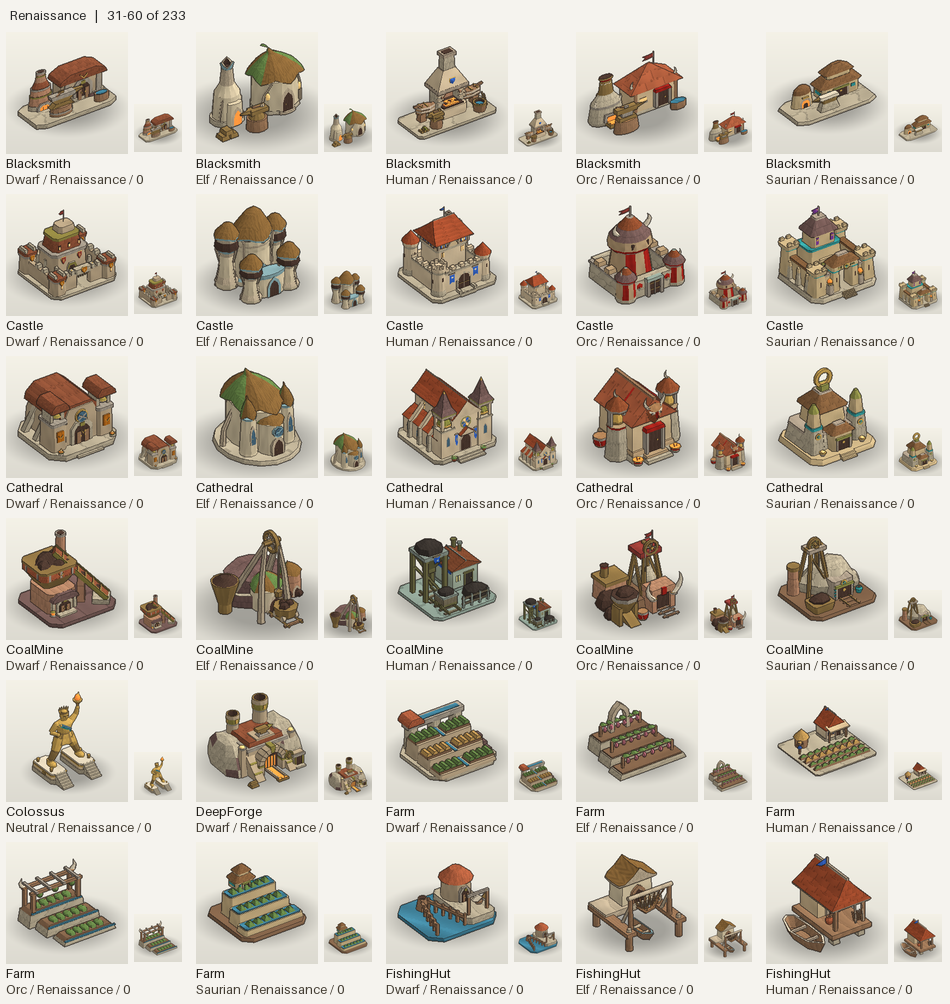 Renaissance | 31-60 of 233
Blacksmith Blacksmith Blacksmith Blacksmith Blacksmith
Dwarf / Renaissance / 0 Elf / Renaissance / 0 Human / Renaissance / 0 Orc / Renaissance / 0 Saurian / Renaissance / 0
Castle Castle Castle Castle Castle
Dwarf / Renaissance / 0 Elf / Renaissance / 0 Human / Renaissance / 0 Orc / Renaissance / 0 Saurian / Renaissance / 0
Cathedral Cathedral Cathedral Cathedral Cathedral
Dwarf / Renaissance / 0 Elf / Renaissance / 0 Human / Renaissance / 0 Orc / Renaissance / 0 Saurian / Renaissance / 0
CoalMine CoalMine CoalMine CoalMine CoalMine
Dwarf / Renaissance / 0 Elf / Renaissance / 0 Human / Renaissance / 0 Orc / Renaissance / 0 Saurian / Renaissance / 0
Colossus DeepForge Farm Farm Farm
Neutral / Renaissance / 0 Dwarf / Renaissance / 0 Dwarf / Renaissance / 0 Elf / Renaissance / 0 Human / Renaissance / 0
Farm Farm FishingHut FishingHut FishingHut
Orc / Renaissance / 0 Saurian / Renaissance / 0 Dwarf / Renaissance / 0 Elf / Renaissance / 0 Human / Renaissance / 0